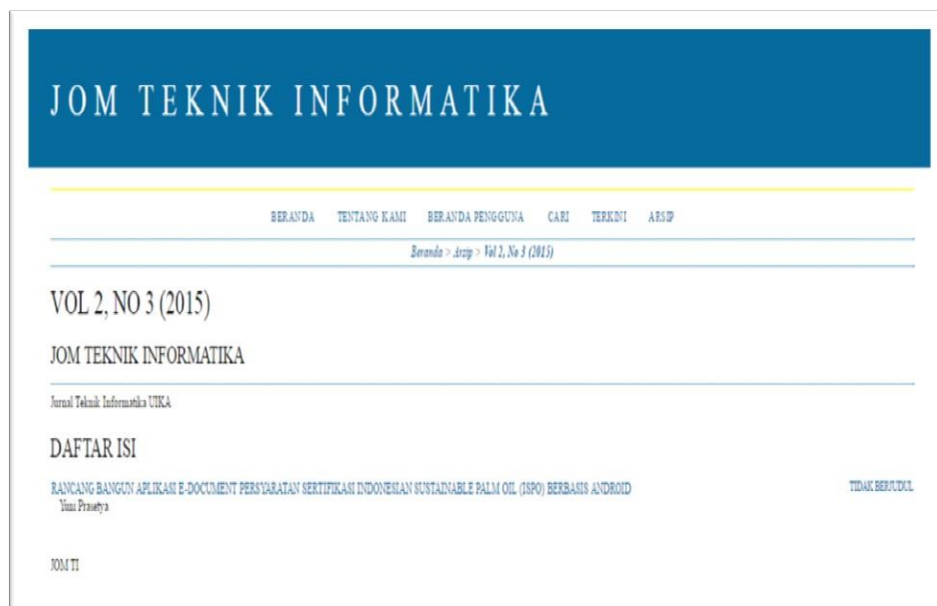 JOM TEKNIK INFORMATIKA
BERANDA TENTANG KAMI BERANDA PENGGUNA CARI TERKINI ARSIP
Beranda > Arsip > Vol 2, No 3 (2015)
VOL 2, NO 3 (2015)
JOM TEKNIK INFORMATIKA
Jurnal Teknik Informatika UIKA
DAFTAR ISI
RANCANG BANGUN APLIKASI E-DOCUMENT PERSYARATAN SERTIFIKASI INDONESIAN SUSTAINABLE PALM OIL (ISPO) BERBASIS ANDROID TIDAK BERJUDUL
Yuni Prasetya
JOM TI